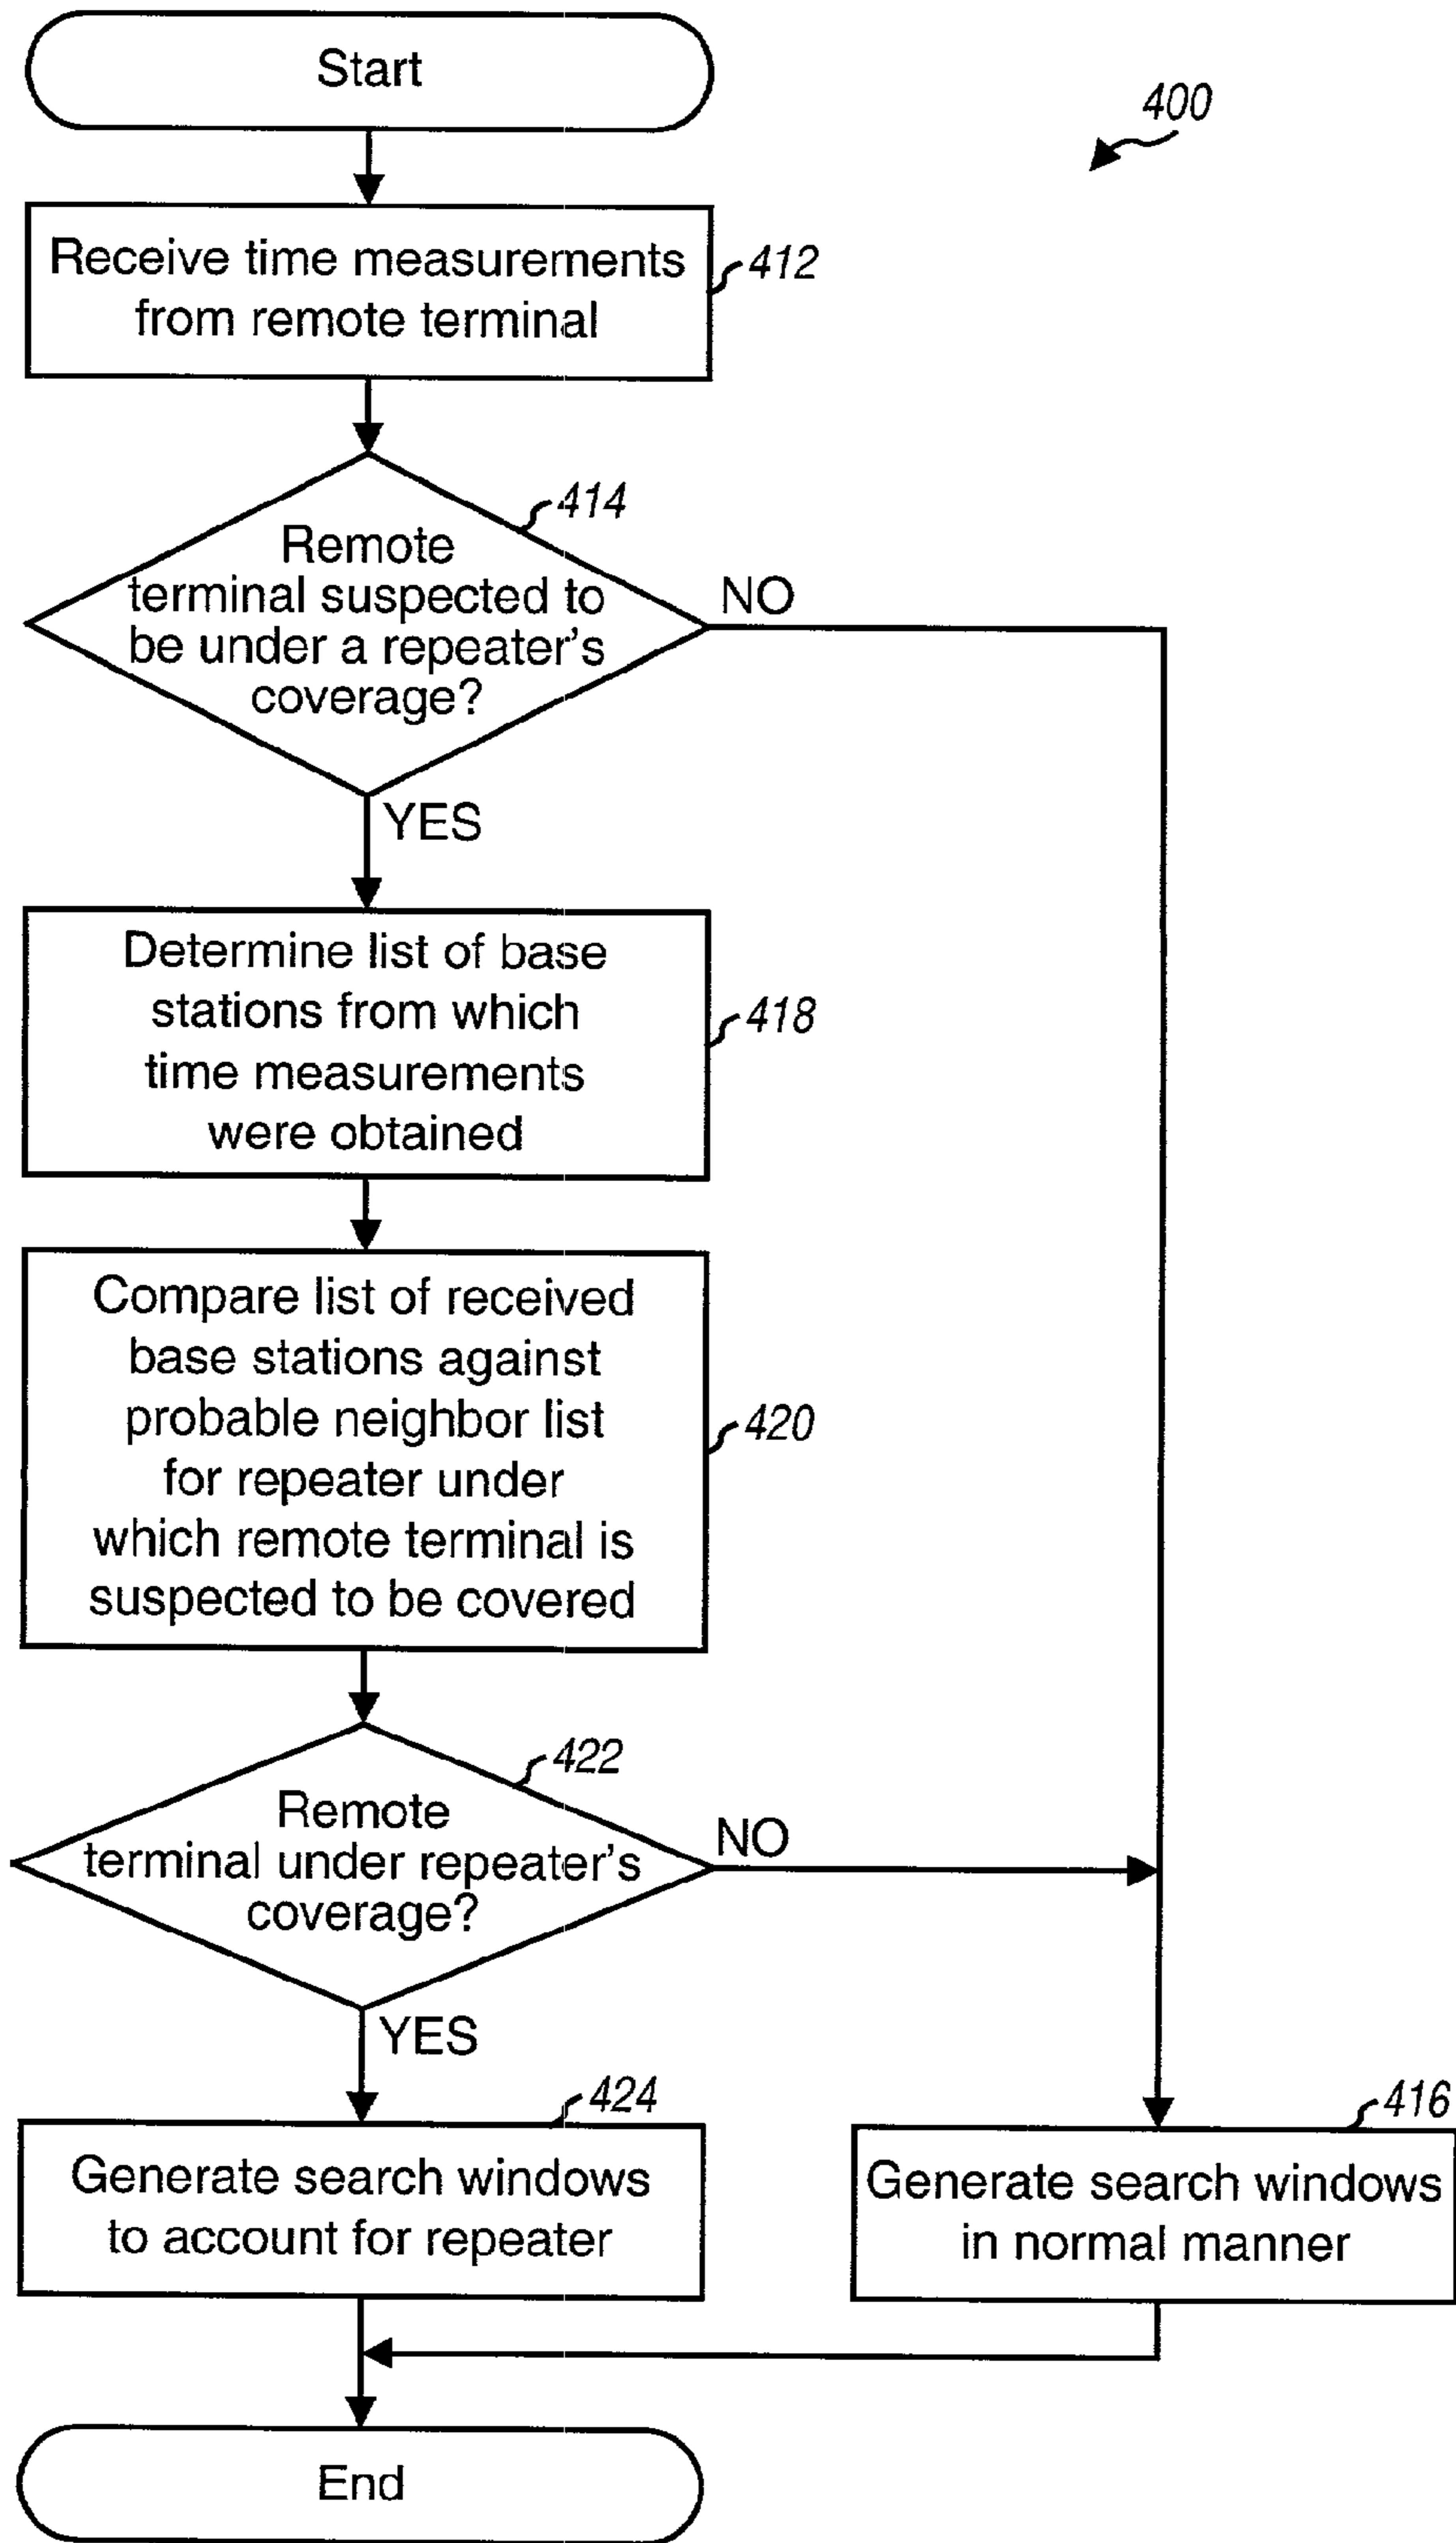 Start
400
Receive time measurements
from remote terminal
412
414
Remote
terminal suspected to
be under a repeater's
coverage?
NO
YES
Determine list of base
stations from which
time measurements
were obtained
418
Compare list of received
base stations against
probable neighbor list
for repeater under
which remote terminal is
suspected to be covered
420
422
Remote
terminal under repeater's
coverage?
NO
YES
424
Generate search windows
to account for repeater
416
Generate search windows
in normal manner
End